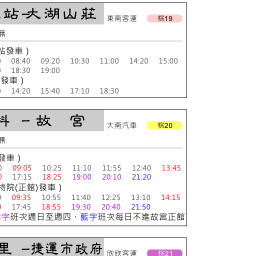 站-大湖山莊 東南客運 棕19
無
站發車)
08:40 09:20 10:30 11:00 14:20 15:00
18:30 19:00
發車)
14:20 15:40 17:10 18:30
科 - 故 宮 大南汽車 棕20
無
發車)
09:05 10:25 11:10 11:55 12:40 13:45
17:15 18:25 19:00 20:10 21:20
物院(正館)發車)
09:35 10:55 11:40 12:25 13:10 14:15
17:45 18:55 19:30 20:40 21:50
字班次週日至週四、藍字班次每日不進故宮正館
里 -捷運市政府 欣欣客運 棕21